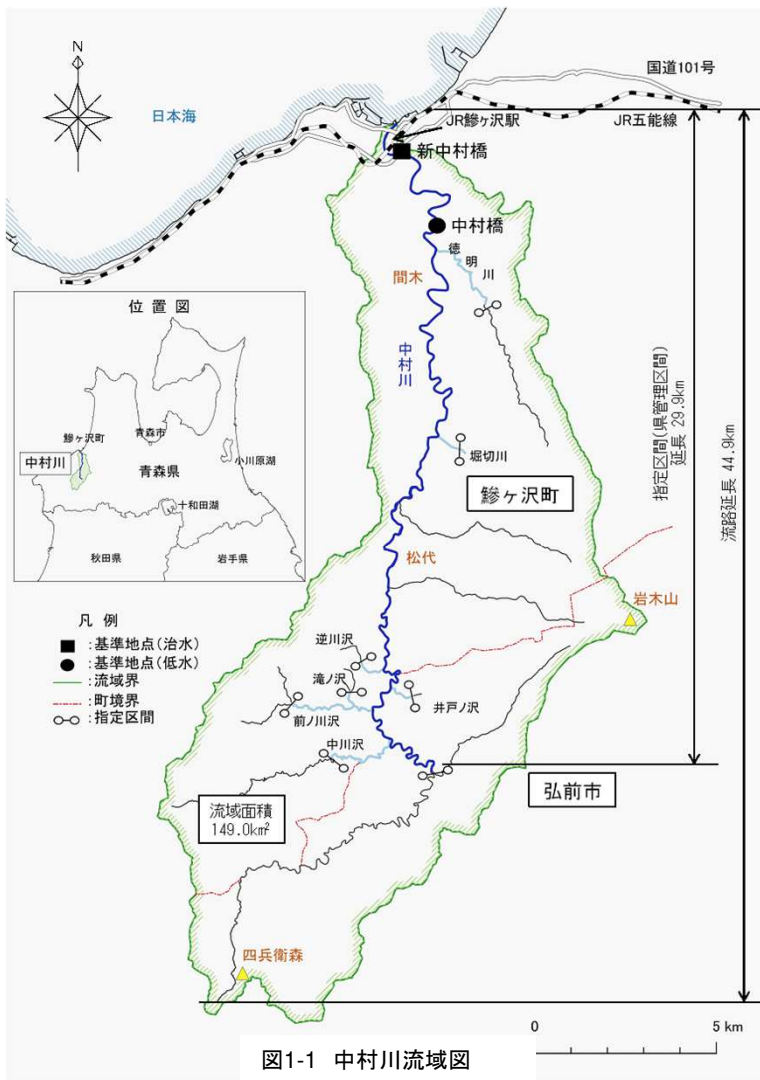 N
国道101号
日本海
JR鰺ヶ沢駅
JR五能線
新中村橋
中村橋
徳明川
間木
中村川
位置図
鰺ヶ沢町
青森市
中村川
青森県
小川原湖
十和田湖
秋田県
岩手県
堀切川
鰺ヶ沢町
指定区間(県管理区間)
延長 29.9km
流路延長 44.9km
松代
岩木山
凡例
:基準地点(治水)
:基準地点(低水)
:流域界
:町境界
:指定区間
逆川沢
滝ノ沢
井戸ノ沢
前ノ川沢
中川沢
弘前市
流域面積
149.0km²
四兵衛森
0 5 km
図1-1 中村川流域図